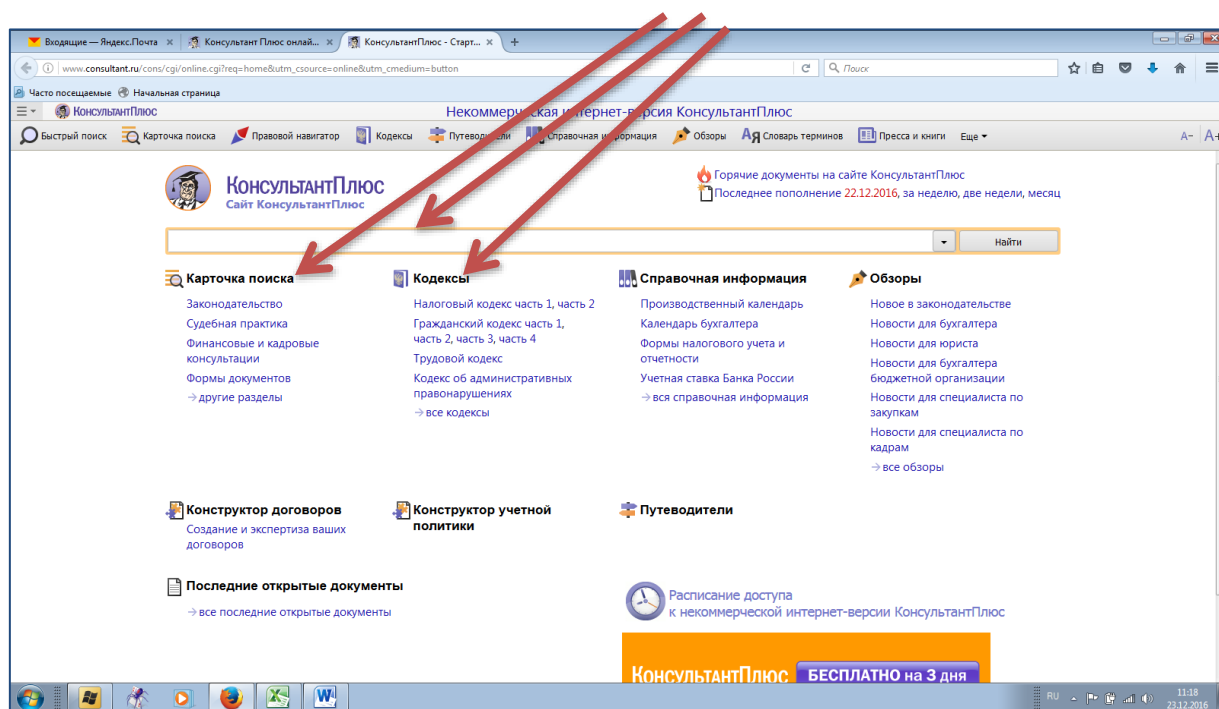 Входящие — Яндекс.Почта
Консультант Плюс онлай...
КонсультантПлюс - Старт...
www.consultant.ru/cons/cgi/online.cgi?req=home&utm_csource=online&utm_cmedium=button
Поиск
Часто посещаемые
Начальная страница
КонсультантПлюс
Некоммерческая интернет-версия КонсультантПлюс
Быстрый поиск
Карточка поиска
Правовой навигатор
Кодексы
Путеводители
Справочная информация
Обзоры
Словарь терминов
Пресса и книги
Еще
A- A+
КонсультантПлюс
Сайт КонсультантПлюс
Горячие документы на сайте КонсультантПлюс
Последнее пополнение 22.12.2016, за неделю, две недели, месяц
Найти
Карточка поиска
Законодательство
Судебная практика
Финансовые и кадровые
консультации
Формы документов
→ другие разделы
Кодексы
Налоговый кодекс часть 1, часть 2
Гражданский кодекс часть 1,
часть 2, часть 3, часть 4
Трудовой кодекс
Кодекс об административных
правонарушениях
→ все кодексы
Справочная информация
Производственный календарь
Календарь бухгалтера
Формы налогового учета и
отчетности
Учетная ставка Банка России
→ вся справочная информация
Обзоры
Новое в законодательстве
Новости для бухгалтера
Новости для юриста
Новости для бухгалтера
бюджетной организации
Новости для специалиста по
закупкам
Новости для специалиста по
кадрам
→ все обзоры
Конструктор договоров
Создание и экспертиза ваших
договоров
Конструктор учетной
политики
Путеводители
Последние открытые документы
→ все последние открытые документы
Расписание доступа
к некоммерческой интернет-версии КонсультантПлюс
КонсультантПлюс
БЕСПЛАТНО на 3 дня
RU
11:18
23.12.2016